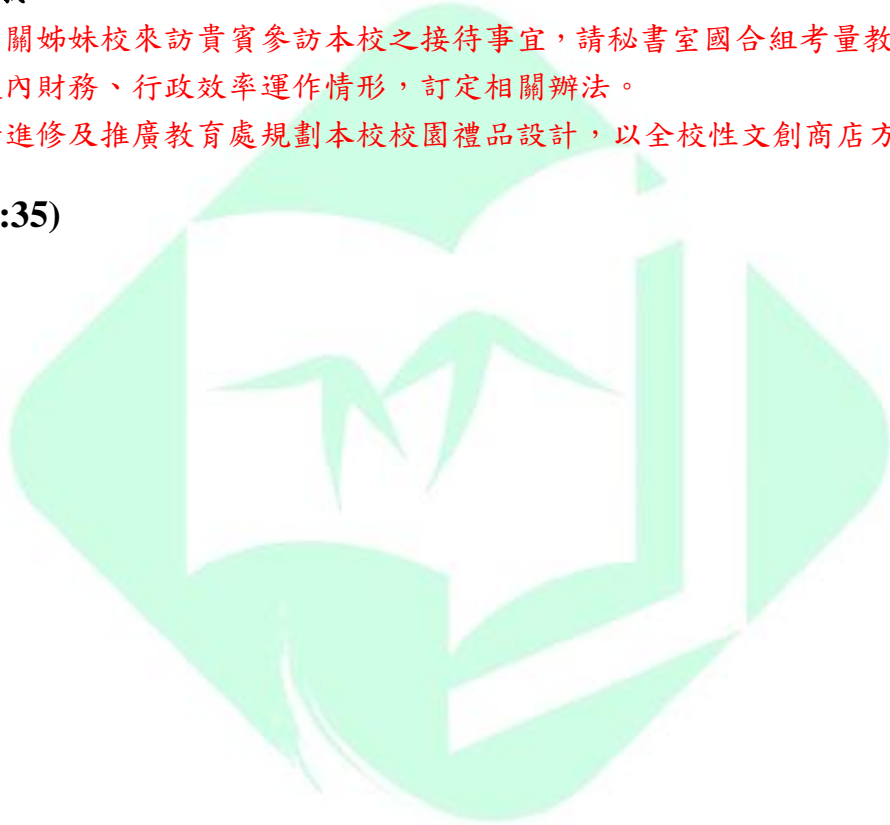 關姊妹校來訪貴賓參訪本校之接待事宜，請秘書室國合組考量教
內財務、行政效率運作情形，訂定相關辦法。
進修及推廣教育處規劃本校校園禮品設計，以全校性文創商店方
:35)